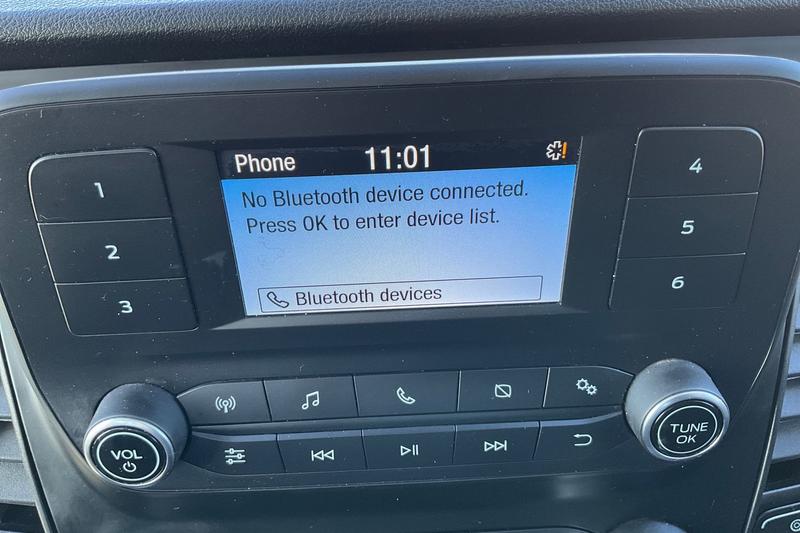 Phone 11:01
No Bluetooth device connected.
Press OK to enter device list.
Bluetooth devices
1
2
3
4
5
6
VOL
TUNE
OK